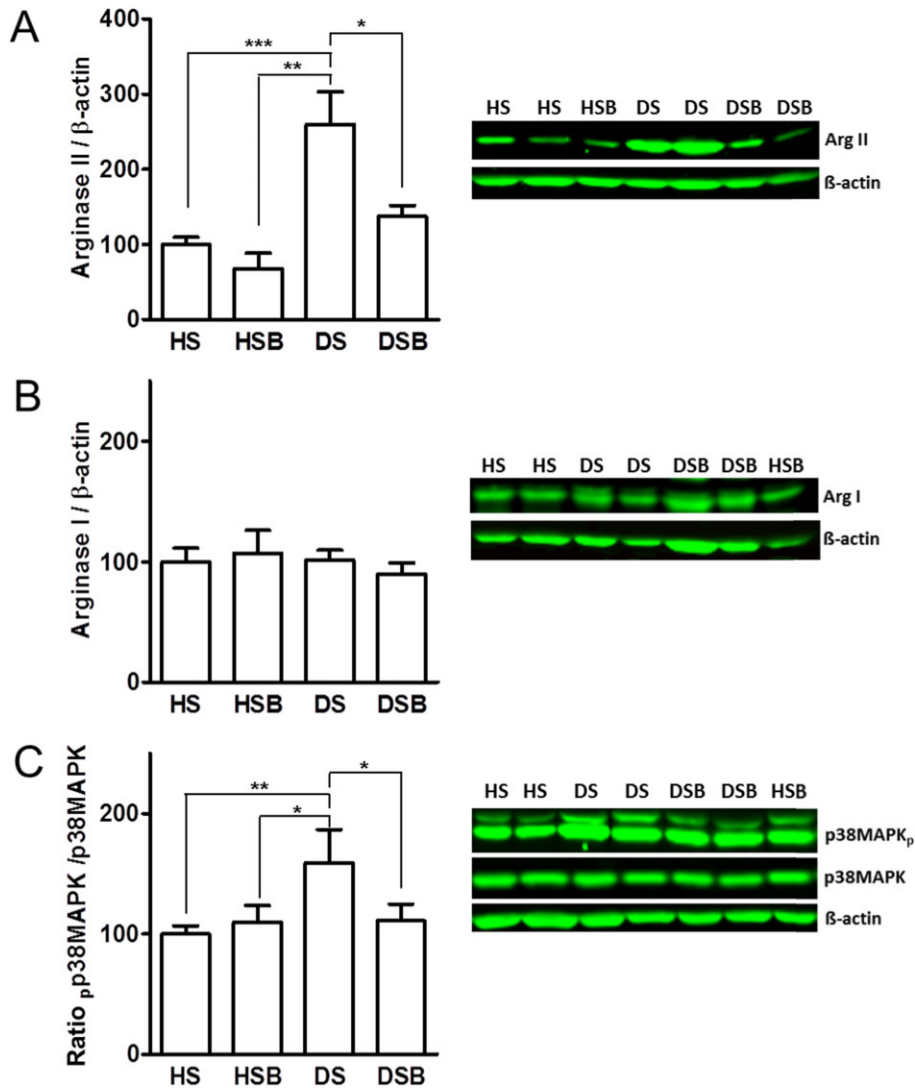 A
Arginase II / β-actin
400
300
200
100
0
***
**
*
HS HSB DS DSB
HS HS HSB DS DS DSB DSB
Arg II
ß-actin
B
Arginase I / β-actin
200
100
0
HS HSB DS DSB
HS HS DS DS DSB DSB HSB
Arg I
ß-actin
C
Ratio pp38MAPK /p38MAPK
200
100
0
**
*
*
HS HSB DS DSB
HS HS DS DS DSB DSB HSB
p38MAPKp
p38MAPK
ß-actin